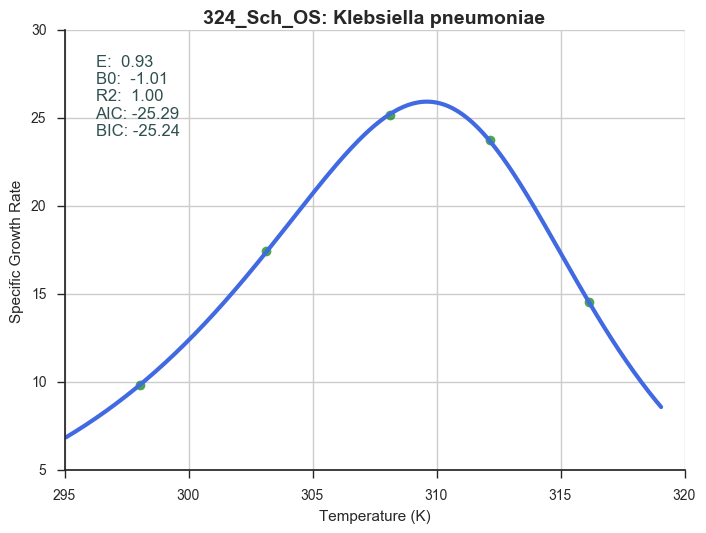 324_Sch_OS: Klebsiella pneumoniae
E: 0.93
B0: -1.01
R2: 1.00
AIC: -25.29
BIC: -25.24
Specific Growth Rate
30
25
20
15
10
5
295 300 305 310 315 320
Temperature (K)